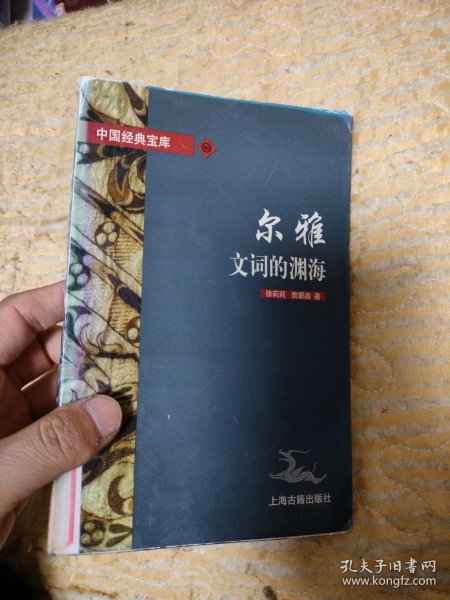 中国经典宝库
尔雅
文词的渊海
徐莉莉 詹鄞鑫 著
上海古籍出版社
孔夫子旧书网
www.kongfz.com